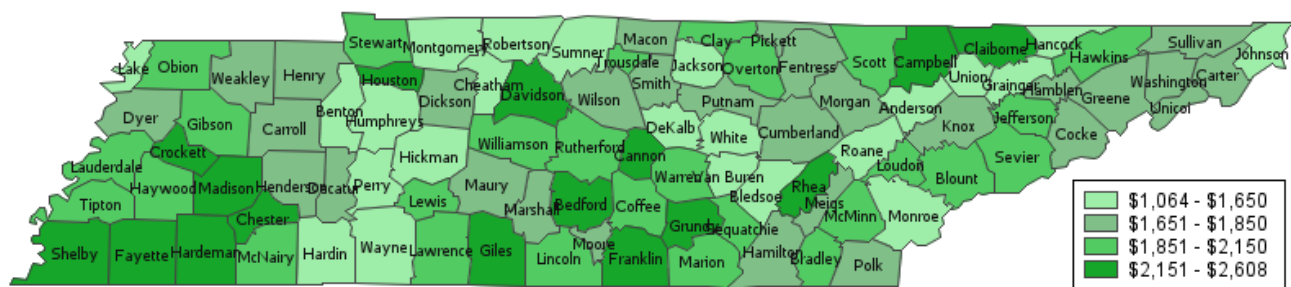 Stewart
Montgomery
Robertson
Sumner
Macon
Clay
Pickett
Scott
Campbell
Claiborne
Hancock
Hawkins
Sullivan
Johnson
Lake
Obion
Weakley
Henry
Houston
Cheatham
Davidson
Trousdale
Smith
Jackson
Overton
Fentress
Union
Grainger
Hamblen
Greene
Washington
Carter
Unicol
Dyer
Gibson
Carroll
Benton
Humphreys
Dickson
Wilson
Putnam
Morgan
Anderson
Knox
Jefferson
Cocke
Lauderdale
Crockett
Haywood
Madison
Henderson
Decatur
Perry
Hickman
Williamson
Rutherford
Cannon
DeKalb
White
Cumberland
Roane
Loudon
Blount
Sevier
Tipton
Chester
Lewis
Maury
Marshall
Bedford
Coffee
Warren
Van Buren
Bledsoe
Rhea
Meigs
McMinn
Monroe
Shelby
Fayette
Hardeman
McNairy
Hardin
Wayne
Lawrence
Giles
Lincoln
Moore
Franklin
Grundy
Sequatchie
Marion
Hamilton
Bradley
Polk
$1,064 - $1,650
$1,651 - $1,850
$1,851 - $2,150
$2,151 - $2,608